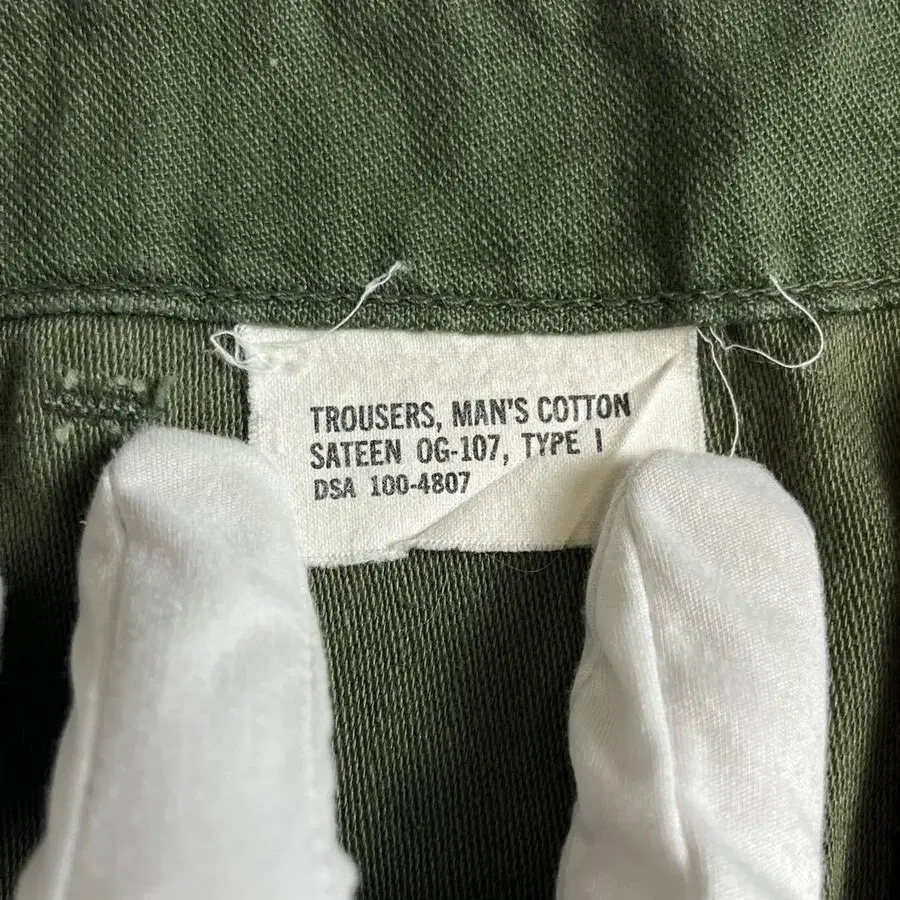 TROUSERS, MAN'S COTTON
SATEEN OG-107, TYPE I
DSA 100-4807